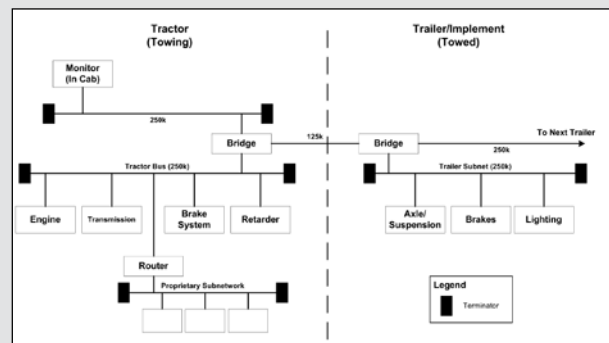 Tractor
(Towing)
Trailer/Implement
(Towed)
Monitor
(In Cab)
250k
Bridge
125k
Bridge
250k
To Next Trailer
Tractor Bus (250k)
Trailer Subnet (250k)
Engine
Transmission
Brake
System
Retarder
Axle/
Suspension
Brakes
Lighting
Router
Proprietary Subnetwork
Legend
Terminator